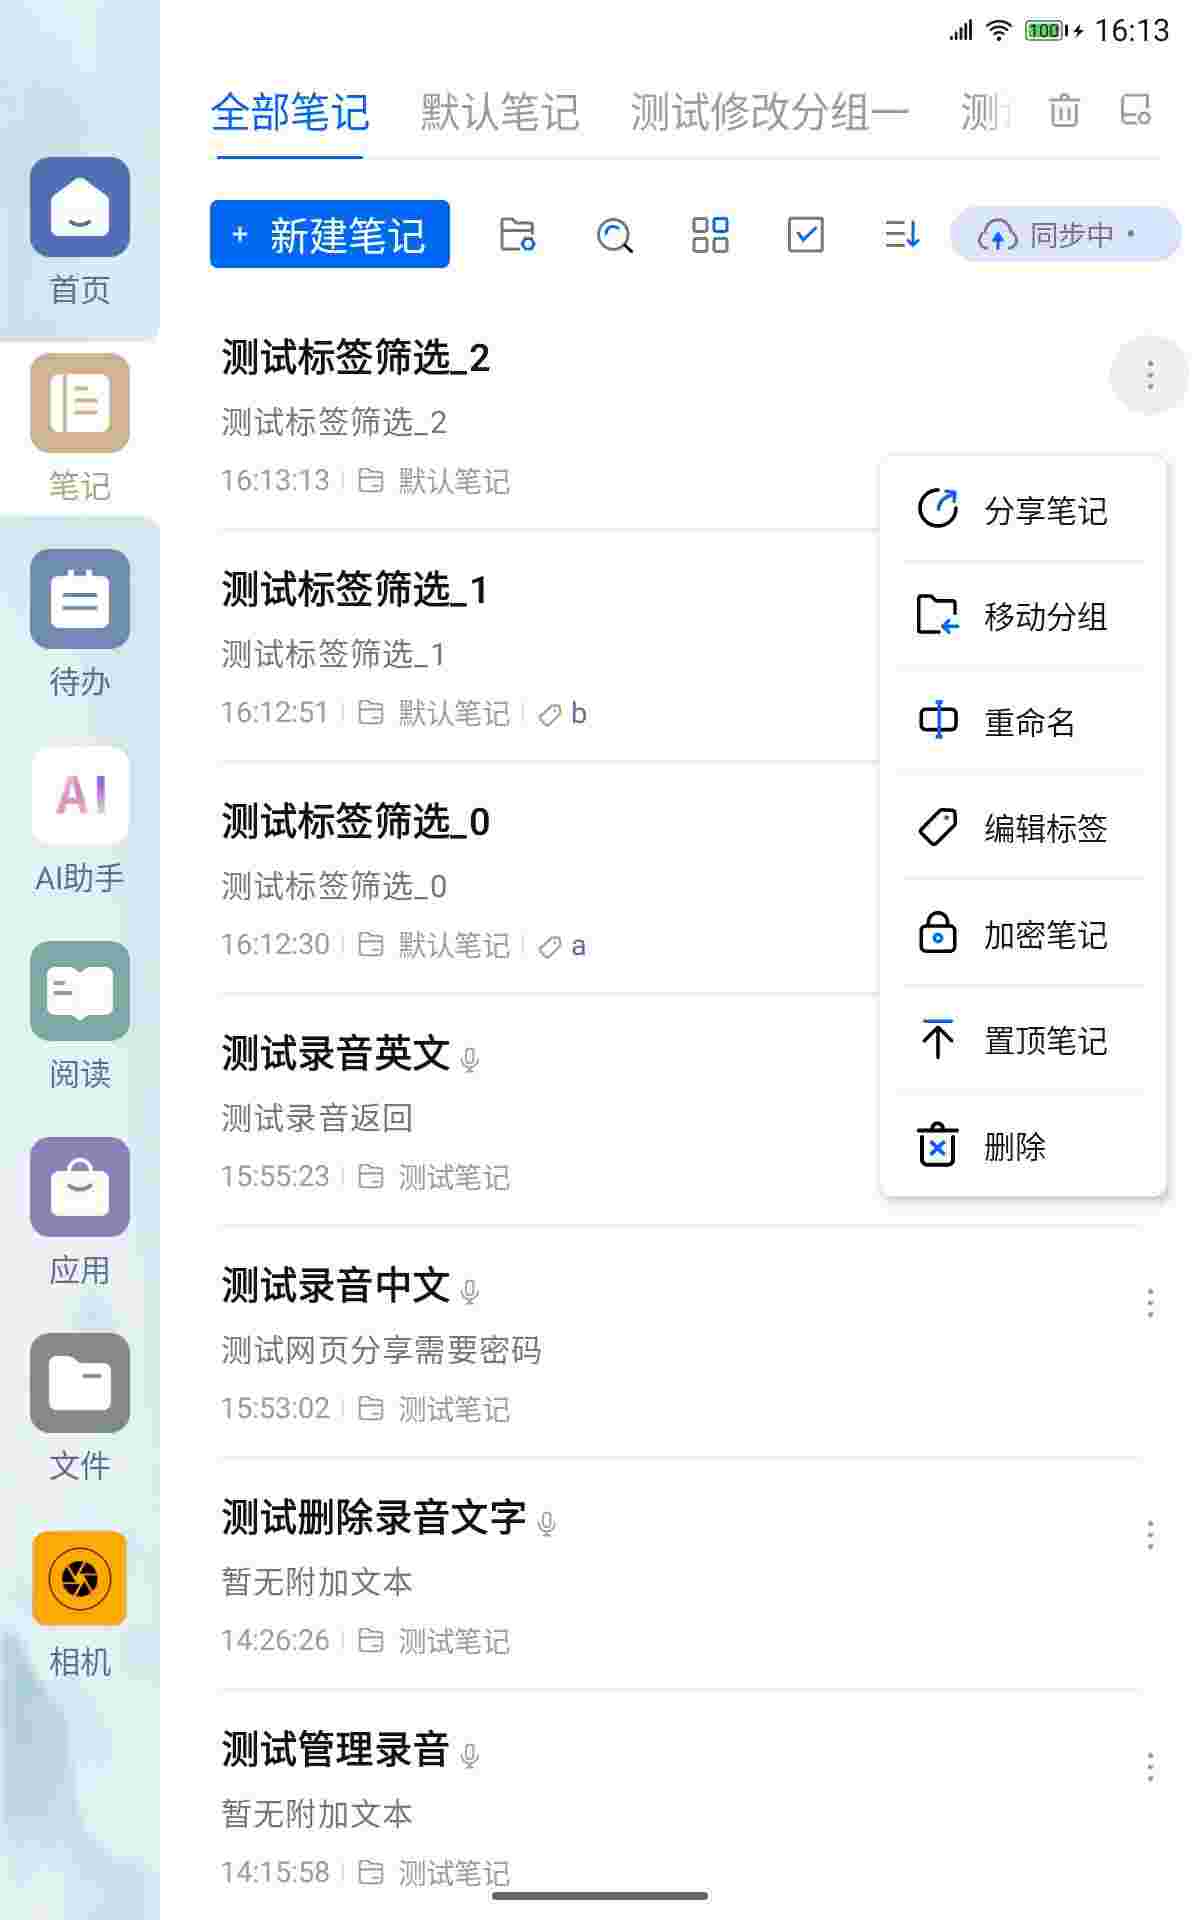 100 16:13
全部笔记 默认笔记 测试修改分组一 测
+ 新建笔记 同步中
首页
笔记
待办
AI
AI助手
阅读
应用
文件
相机
测试标签筛选_2
测试标签筛选_2
16:13:13 默认笔记
测试标签筛选_1
测试标签筛选_1
16:12:51 默认笔记 b
测试标签筛选_0
测试标签筛选_0
16:12:30 默认笔记 a
测试录音英文
测试录音返回
15:55:23 测试笔记
测试录音中文
测试网页分享需要密码
15:53:02 测试笔记
测试删除录音文字
暂无附加文本
14:26:26 测试笔记
测试管理录音
暂无附加文本
14:15:58 测试笔记
分享笔记
移动分组
重命名
编辑标签
加密笔记
置顶笔记
删除